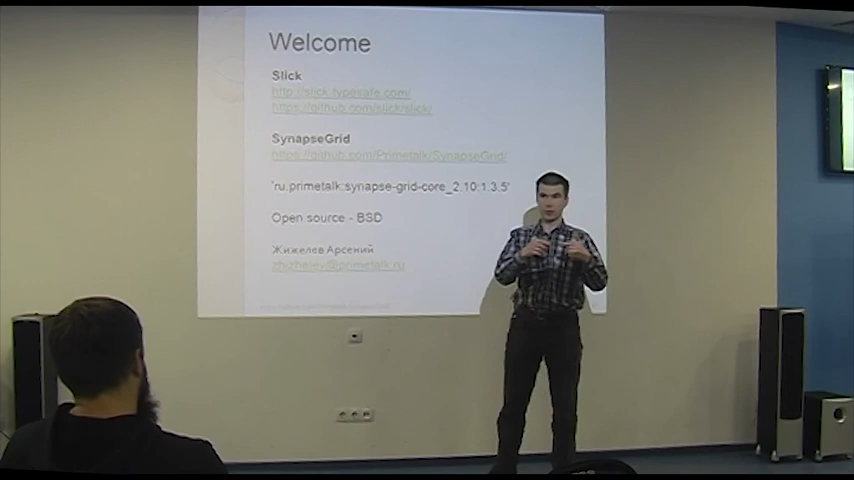 Welcome
Slick
http://slick.typesafe.com/
https://github.com/slick/slick/
SynapseGrid
https://github.com/Primetalk/SynapseGrid/
'ru.primetalk:synapse-grid-core_2.10:1.3.5'
Open source - BSD
Жижелев Арсений
zhizhelev@primetalk.ru